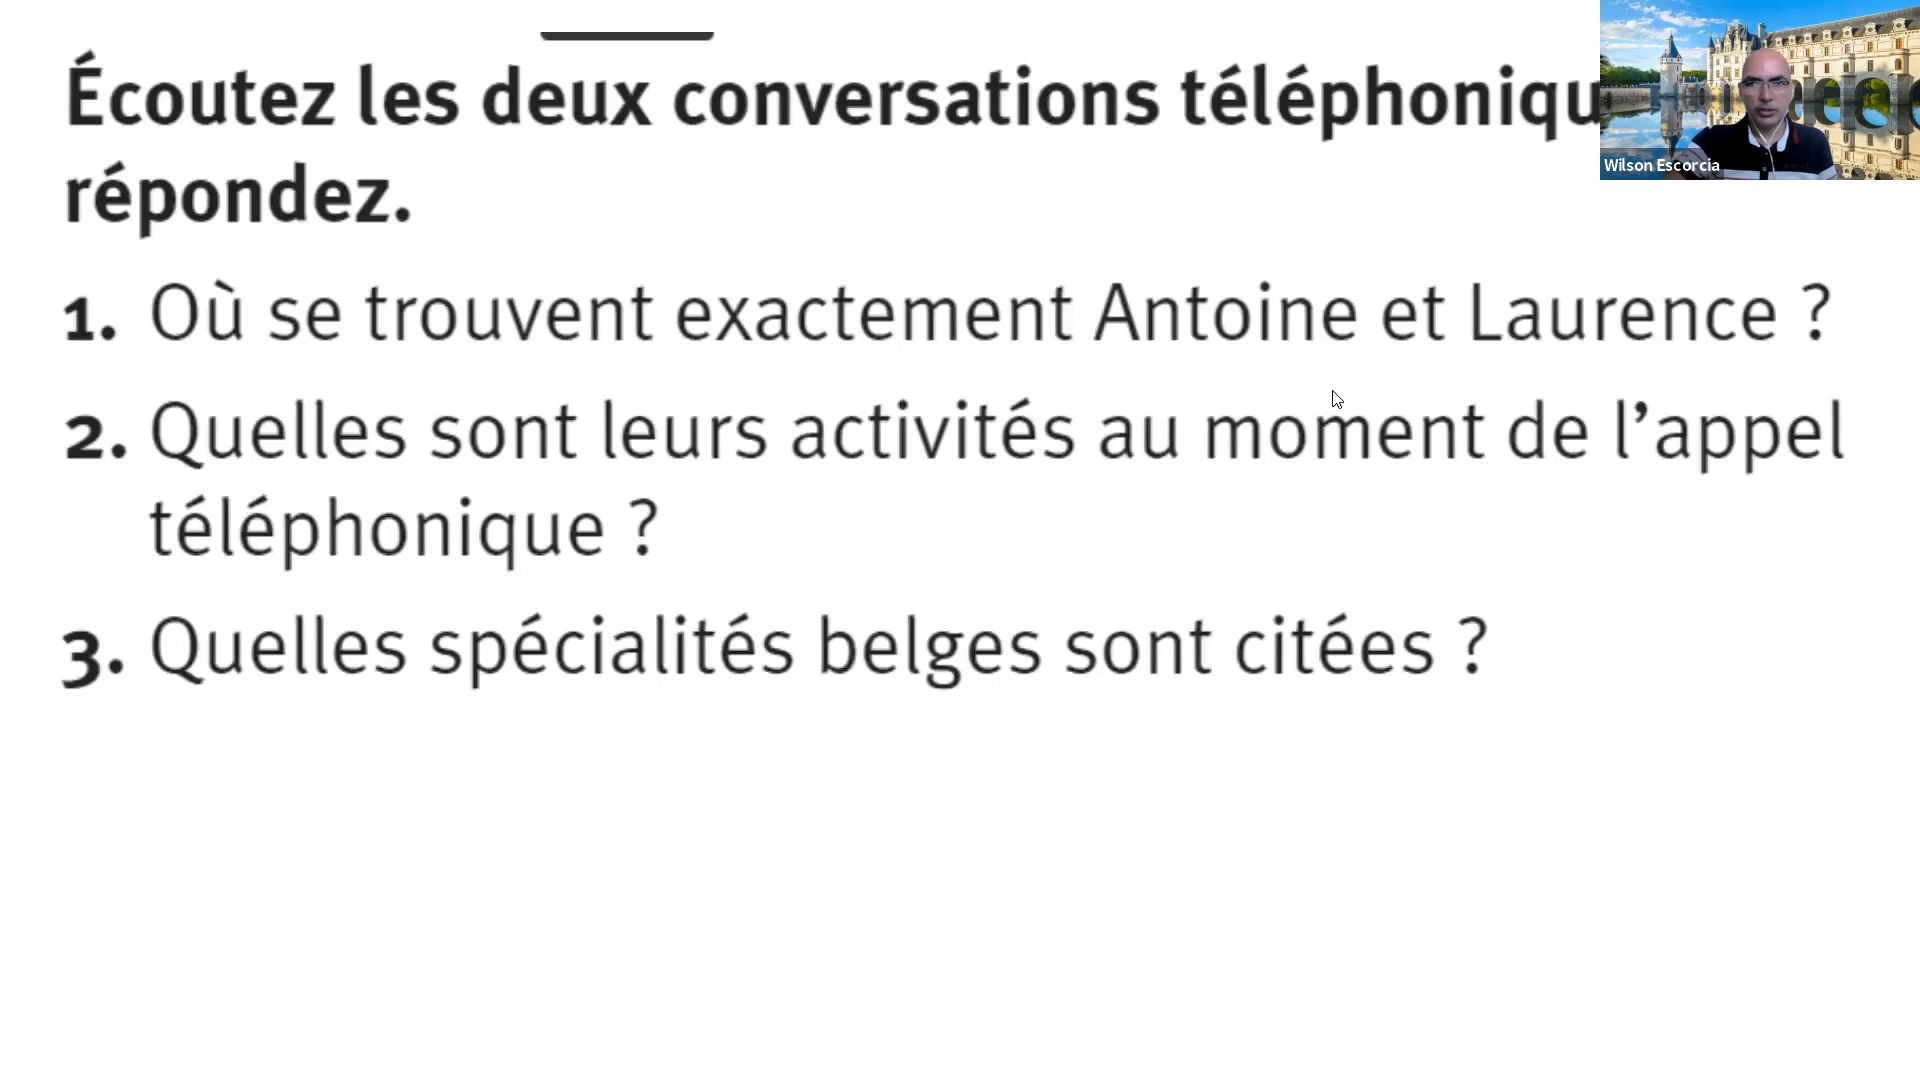 Écoutez les deux conversations
répondez.
1. Où se trouvent exactement Antoine et Laurence ?
2. Quelles sont leurs activités au moment de l’appel
téléphonique ?
3. Quelles spécialités belges sont citées ?
Wilson Escorcia